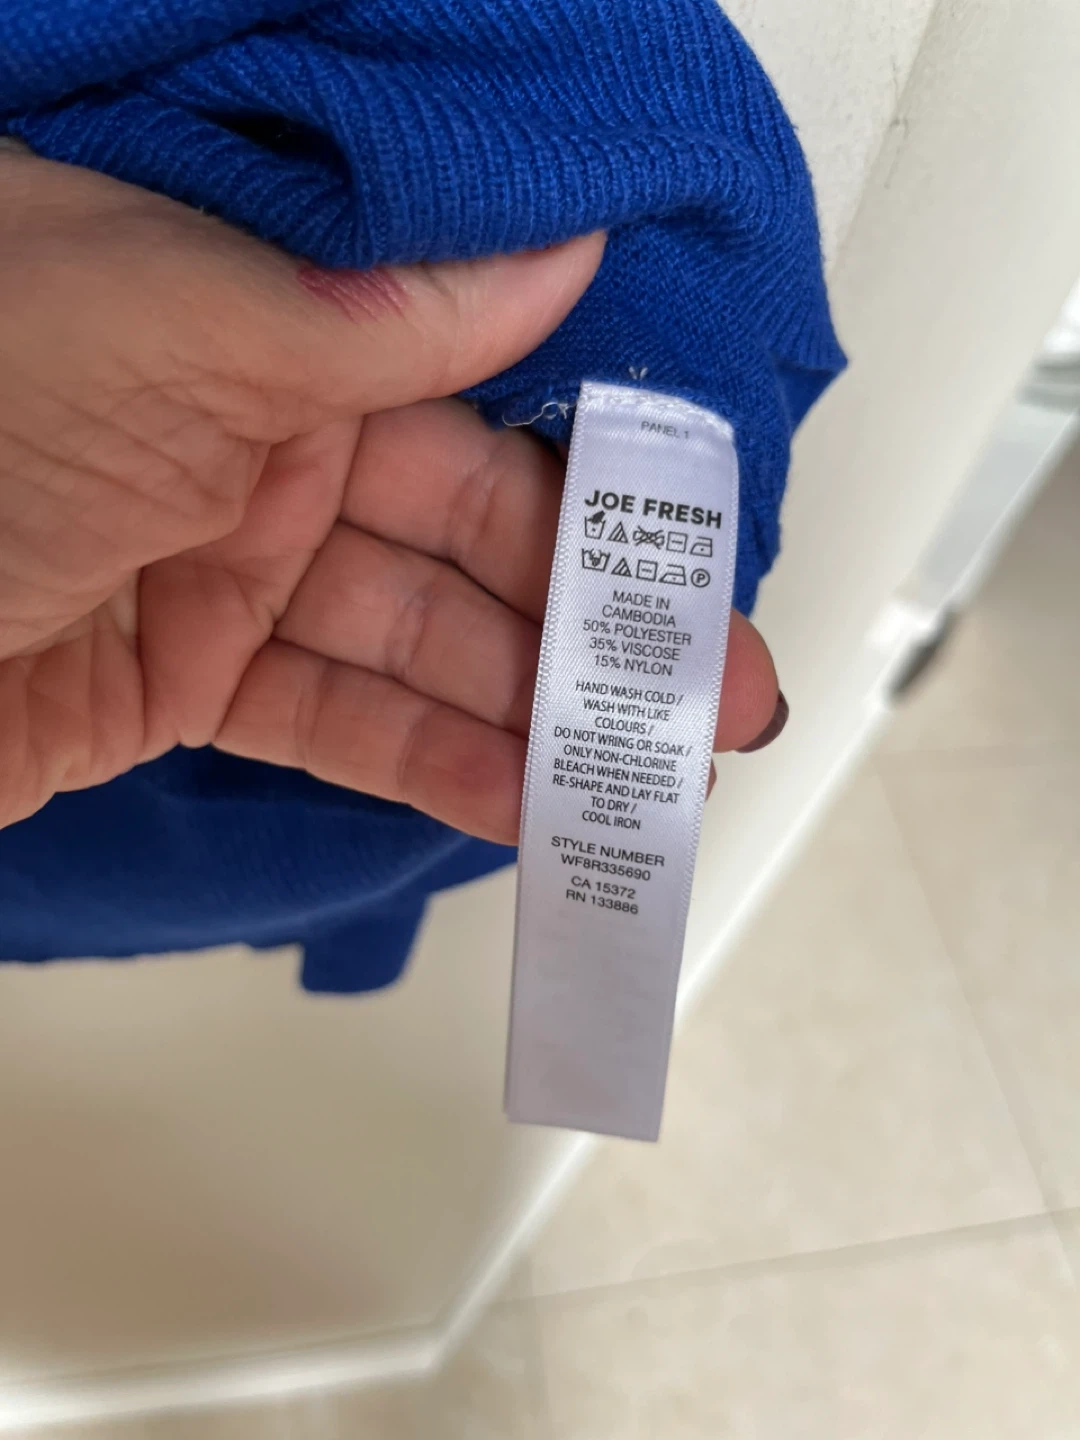 PANEL 1
JOE FRESH
P
MADE IN
CAMBODIA
50% POLYESTER
35% VISCOSE
15% NYLON
HAND WASH COLD /
WASH WITH LIKE
COLOURS /
DO NOT WRING OR SOAK /
ONLY NON-CHLORINE
BLEACH WHEN NEEDED /
RE-SHAPE AND LAY FLAT
TO DRY /
COOL IRON
STYLE NUMBER
WF8R335690
CA 15372
RN 133886